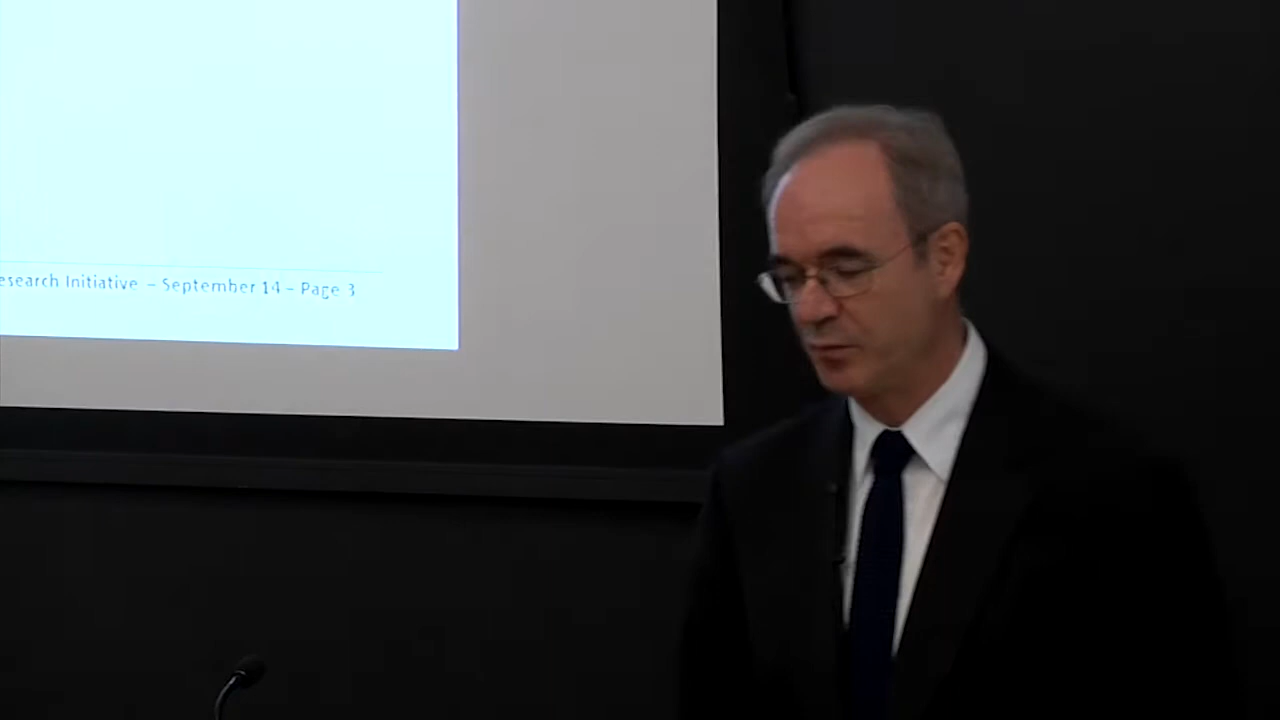 esearch Initiative – September 14 – Page 3